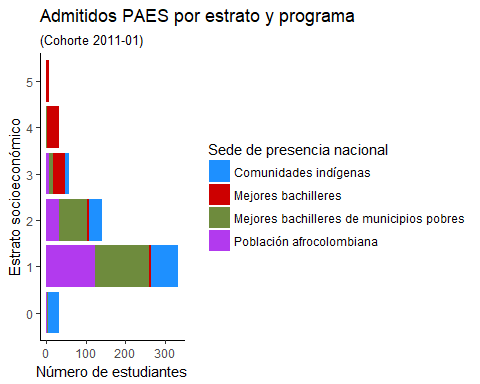 Admitidos PAES por estrato y programa
(Cohorte 2011-01)
Estrato socioeconómico
5
4
3
2
1
0
0 100 200 300
Número de estudiantes
Sede de presencia nacional
Comunidades indígenas
Mejores bachilleres
Mejores bachilleres de municipios pobres
Población afrocolombiana